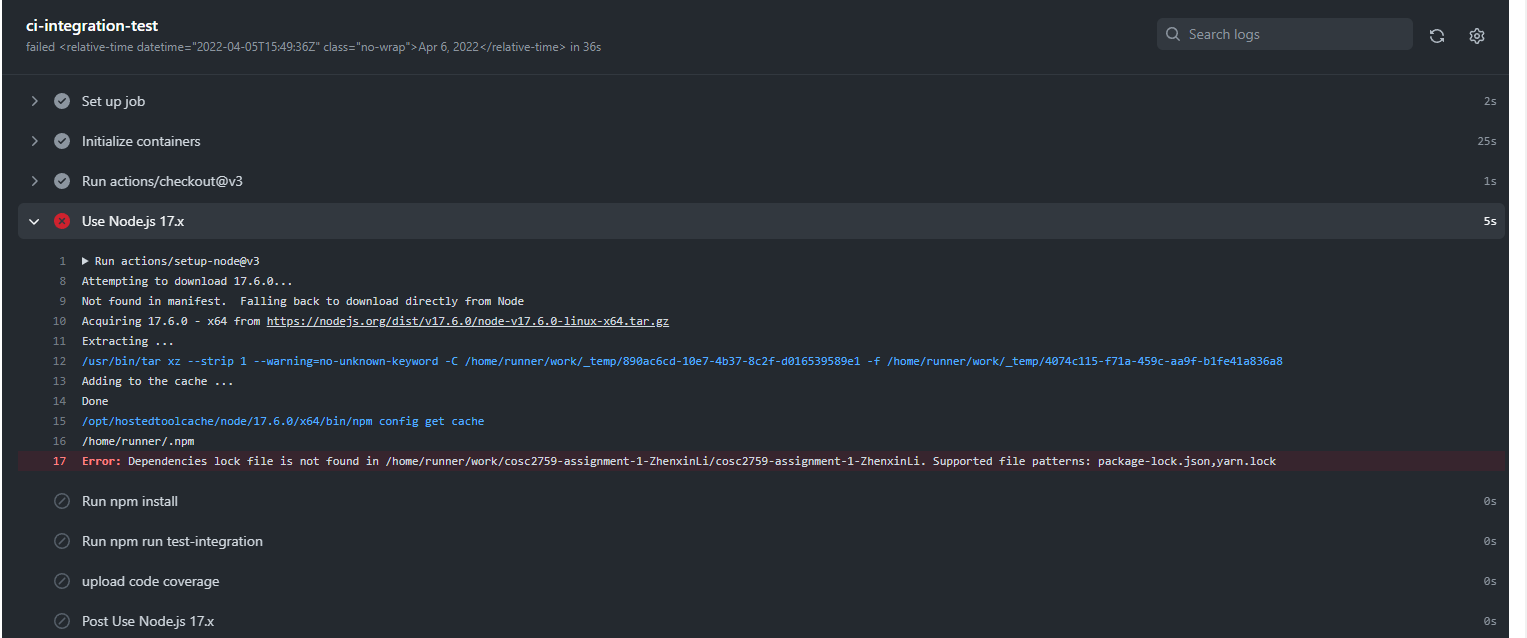 ci-integration-test
failed <relative-time datetime="2022-04-05T15:49:36Z" class="no-wrap">Apr 6, 2022</relative-time> in 36s
Search logs
Set up job 2s
Initialize containers 25s
Run actions/checkout@v3 1s
Use Node.js 17.x 5s
1 Run actions/setup-node@v3
8 Attempting to download 17.6.0...
9 Not found in manifest.  Falling back to download directly from Node
10 Acquiring 17.6.0 - x64 from https://nodejs.org/dist/v17.6.0/node-v17.6.0-linux-x64.tar.gz
11 Extracting ...
12 /usr/bin/tar xz --strip 1 --warning=no-unknown-keyword -C /home/runner/work/_temp/890ac6cd-10e7-4b37-8c2f-d016539589e1 -f /home/runner/work/_temp/4074c115-f71a-459c-aa9f-b1fe41a836a8
13 Adding to the cache ...
14 Done
15 /opt/hostedtoolcache/node/17.6.0/x64/bin/npm config get cache
16 /home/runner/.npm
17 Error: Dependencies lock file is not found in /home/runner/work/cosc2759-assignment-1-ZhenxinLi/cosc2759-assignment-1-ZhenxinLi. Supported file patterns: package-lock.json,yarn.lock
Run npm install 0s
Run npm run test-integration 0s
upload code coverage 0s
Post Use Node.js 17.x 0s